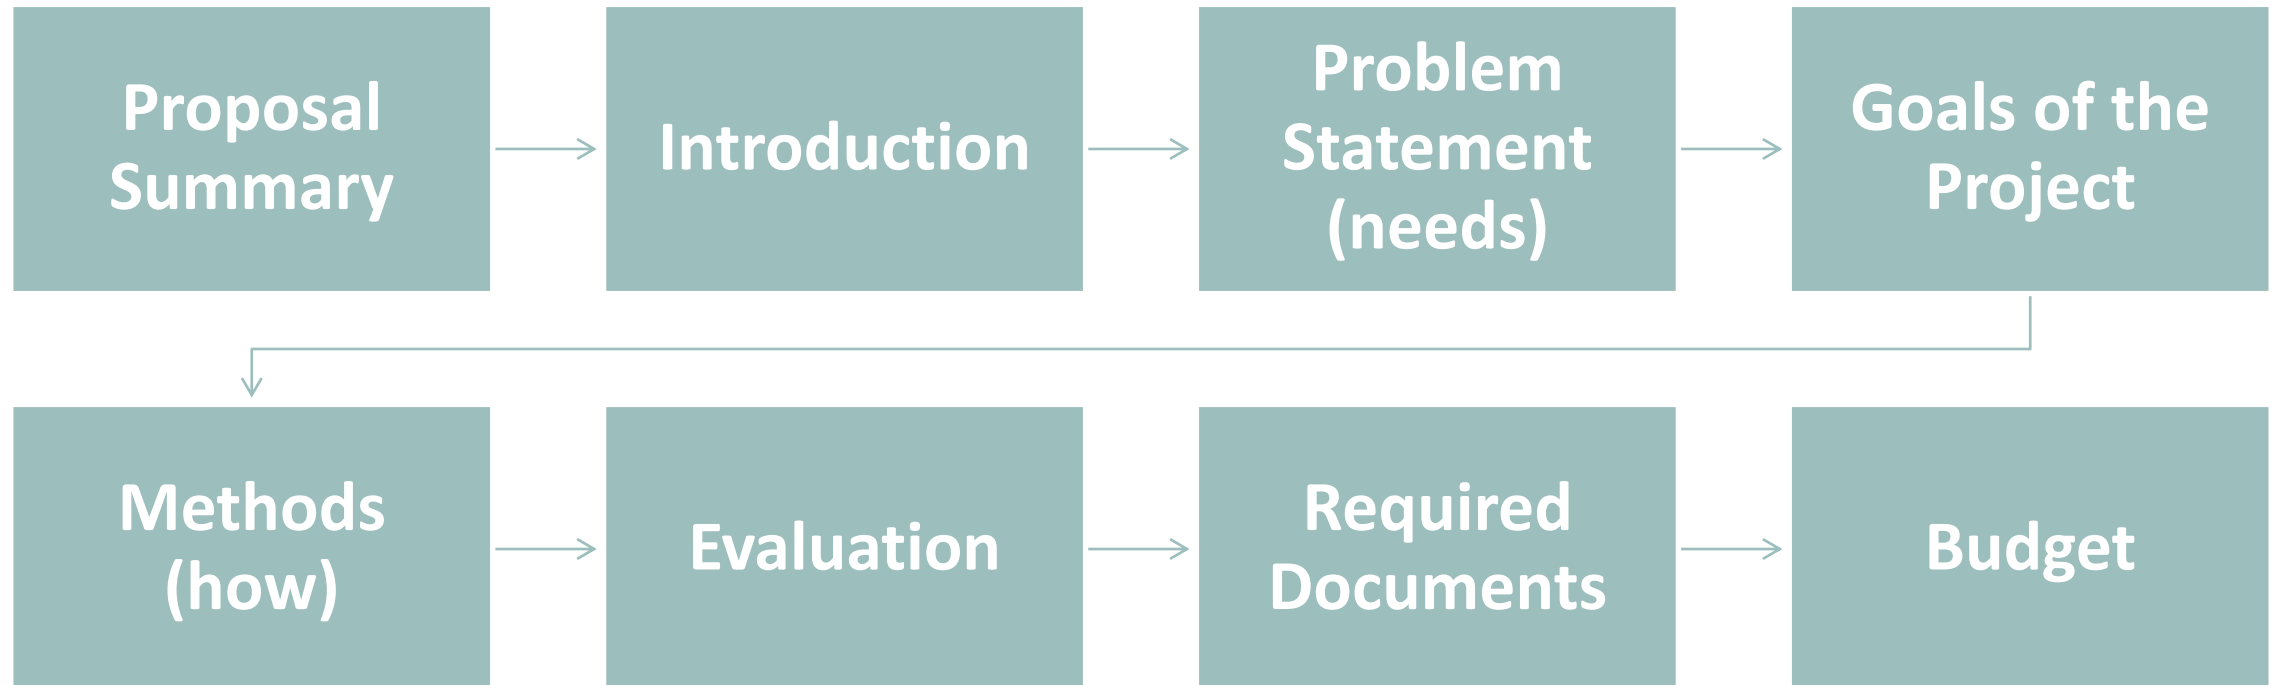 Proposal
Summary
Introduction
Problem
Statement
(needs)
Goals of the
Project
Methods
(how)
Evaluation
Required
Documents
Budget